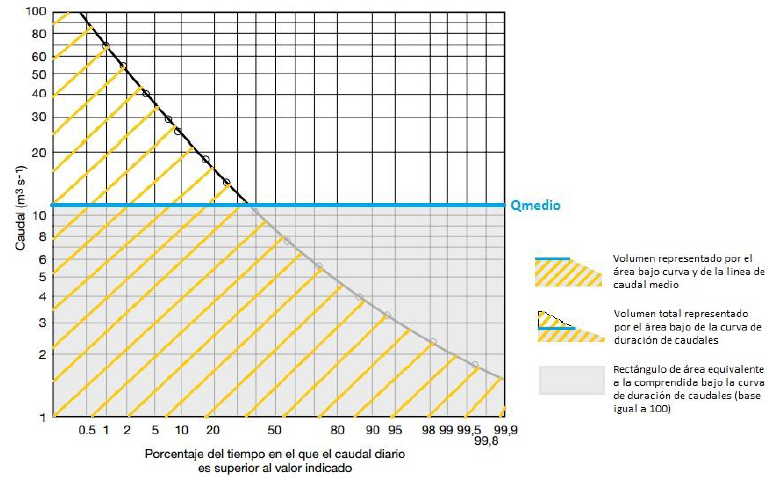 100
80
60
50
40
30
20
10
8
6
5
4
3
2
1
Caudal (m3 s-1)
Qmedio
0.5 1 2 5 10 20 50 80 90 95 98 99 99,5 99,9
99,8
Porcentaje del tiempo en el que el caudal diario
es superior al valor indicado
Volumen representado por el
área bajo curva y de la linea de
caudal medio
Volumen total representado
por el área bajo de la curva de
duración de caudales
Rectángulo de área equivalente
a la comprendida bajo la curva
de duración de caudales (base
igual a 100)